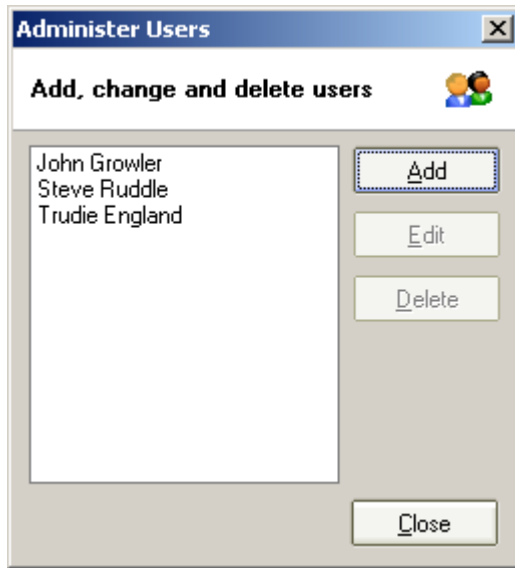 Administer Users
Add, change and delete users
John Growler
Steve Ruddle
Trudie England
Add
Edit
Delete
Close